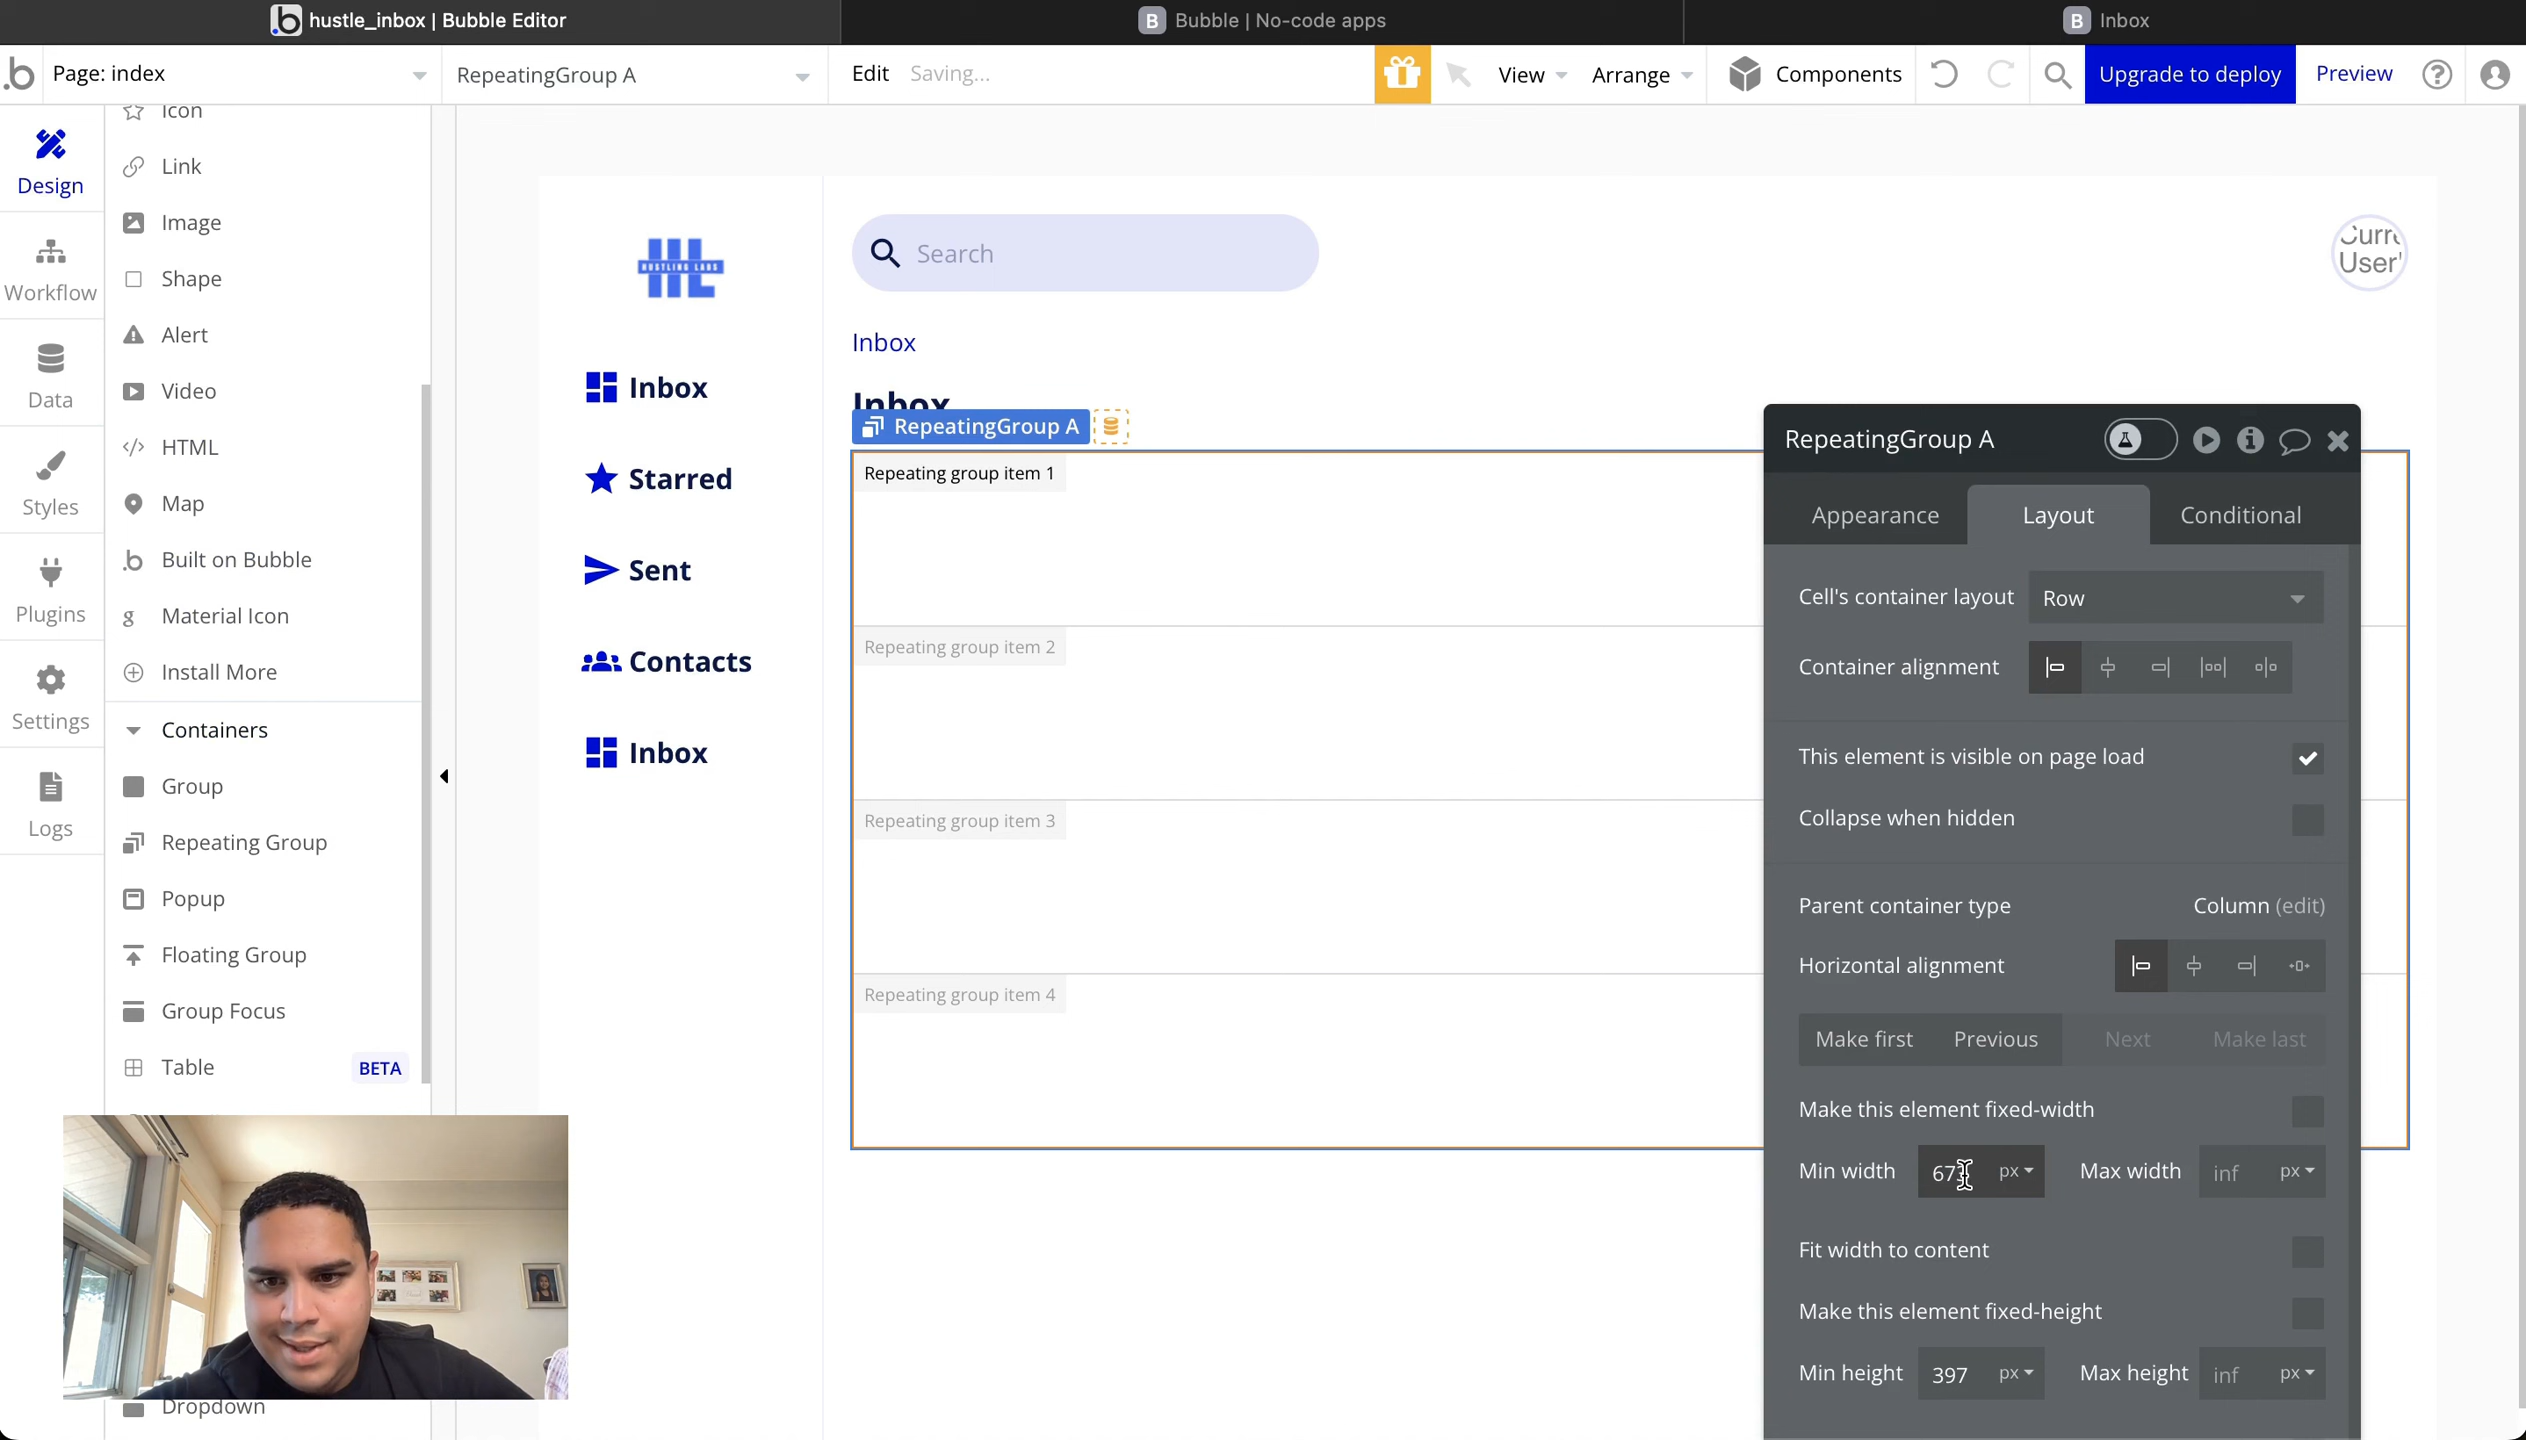 hustle_inbox | Bubble Editor
B Bubble | No-code apps
B Inbox
b Page: index
RepeatingGroup A
Edit Saving...
View
Arrange
Components
Upgrade to deploy
Preview
?
Design
Workflow
Data
Styles
Plugins
Settings
Logs
Icon
Link
Image
Shape
Alert
Video
</> HTML
Map
Built on Bubble
g Material Icon
Install More
Containers
Group
Repeating Group
Popup
Floating Group
Group Focus
Table BETA
Dropdown
HUSTLING LABS
Inbox
Starred
Sent
Contacts
Inbox
Search
Curre
User'
Inbox
Inbox
RepeatingGroup A
Repeating group item 1
Repeating group item 2
Repeating group item 3
Repeating group item 4
RepeatingGroup A
Appearance Layout Conditional
Cell's container layout Row
Container alignment
This element is visible on page load
Collapse when hidden
Parent container type Column (edit)
Horizontal alignment
Make first Previous Next Make last
Make this element fixed-width
Min width px Max width inf px
Fit width to content
Make this element fixed-height
Min height 397 px Max height inf px